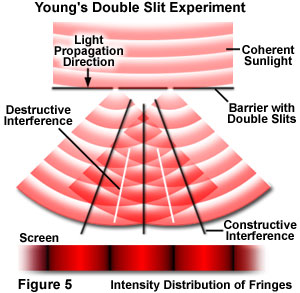 Young's Double Slit Experiment
Light
Propagation
Direction
Coherent
Sunlight
Destructive
Interference
Barrier with
Double Slits
Constructive
Interference
Screen
Figure 5
Intensity Distribution of Fringes